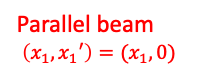 Parallel beam
(x₁, x₁′) = (x₁, 0)